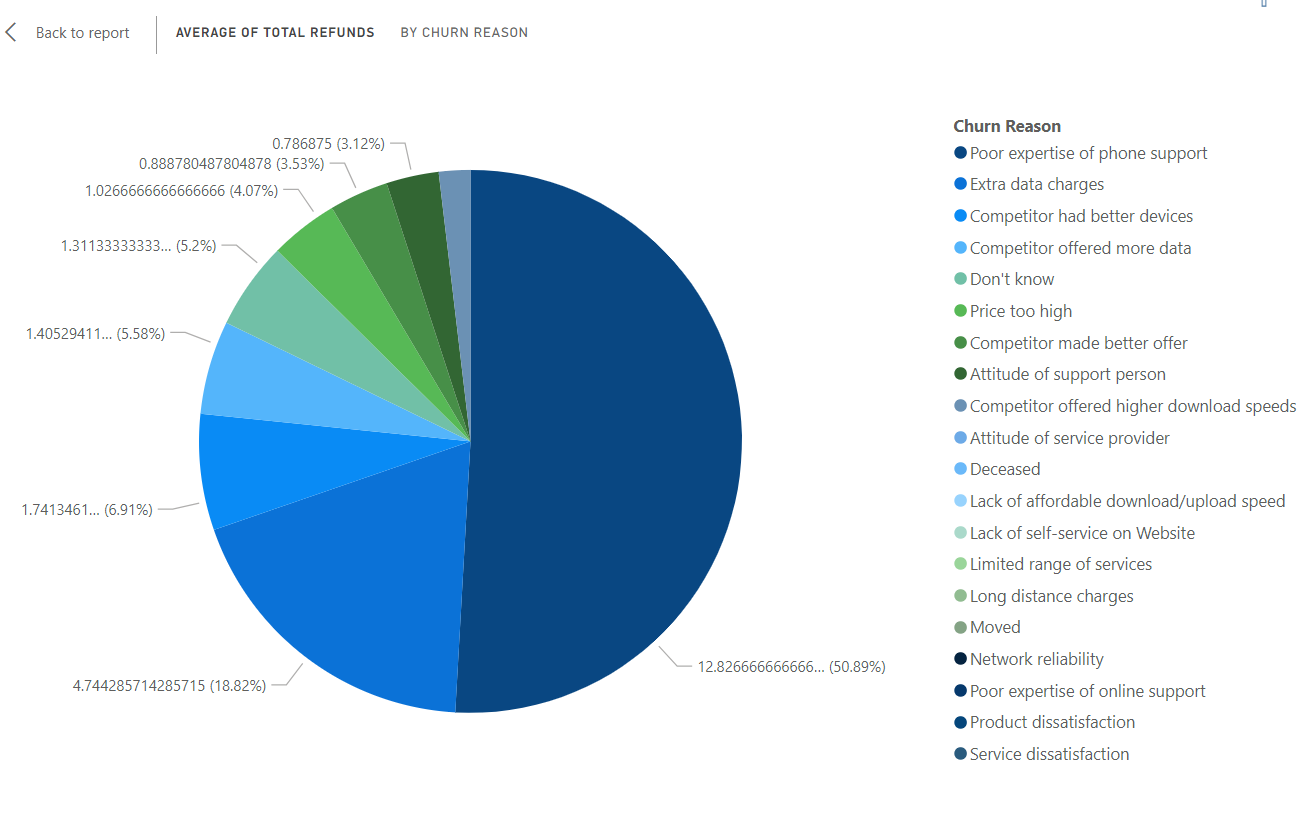 Back to report
AVERAGE OF TOTAL REFUNDS
BY CHURN REASON
0.786875 (3.12%)
0.888780487804878 (3.53%)
1.0266666666666666 (4.07%)
1.31133333333... (5.2%)
1.40529411... (5.58%)
1.7413461... (6.91%)
4.744285714285715 (18.82%)
12.826666666666... (50.89%)
Churn Reason
Poor expertise of phone support
Extra data charges
Competitor had better devices
Competitor offered more data
Don't know
Price too high
Competitor made better offer
Attitude of support person
Competitor offered higher download speeds
Attitude of service provider
Deceased
Lack of affordable download/upload speed
Lack of self-service on Website
Limited range of services
Long distance charges
Moved
Network reliability
Poor expertise of online support
Product dissatisfaction
Service dissatisfaction